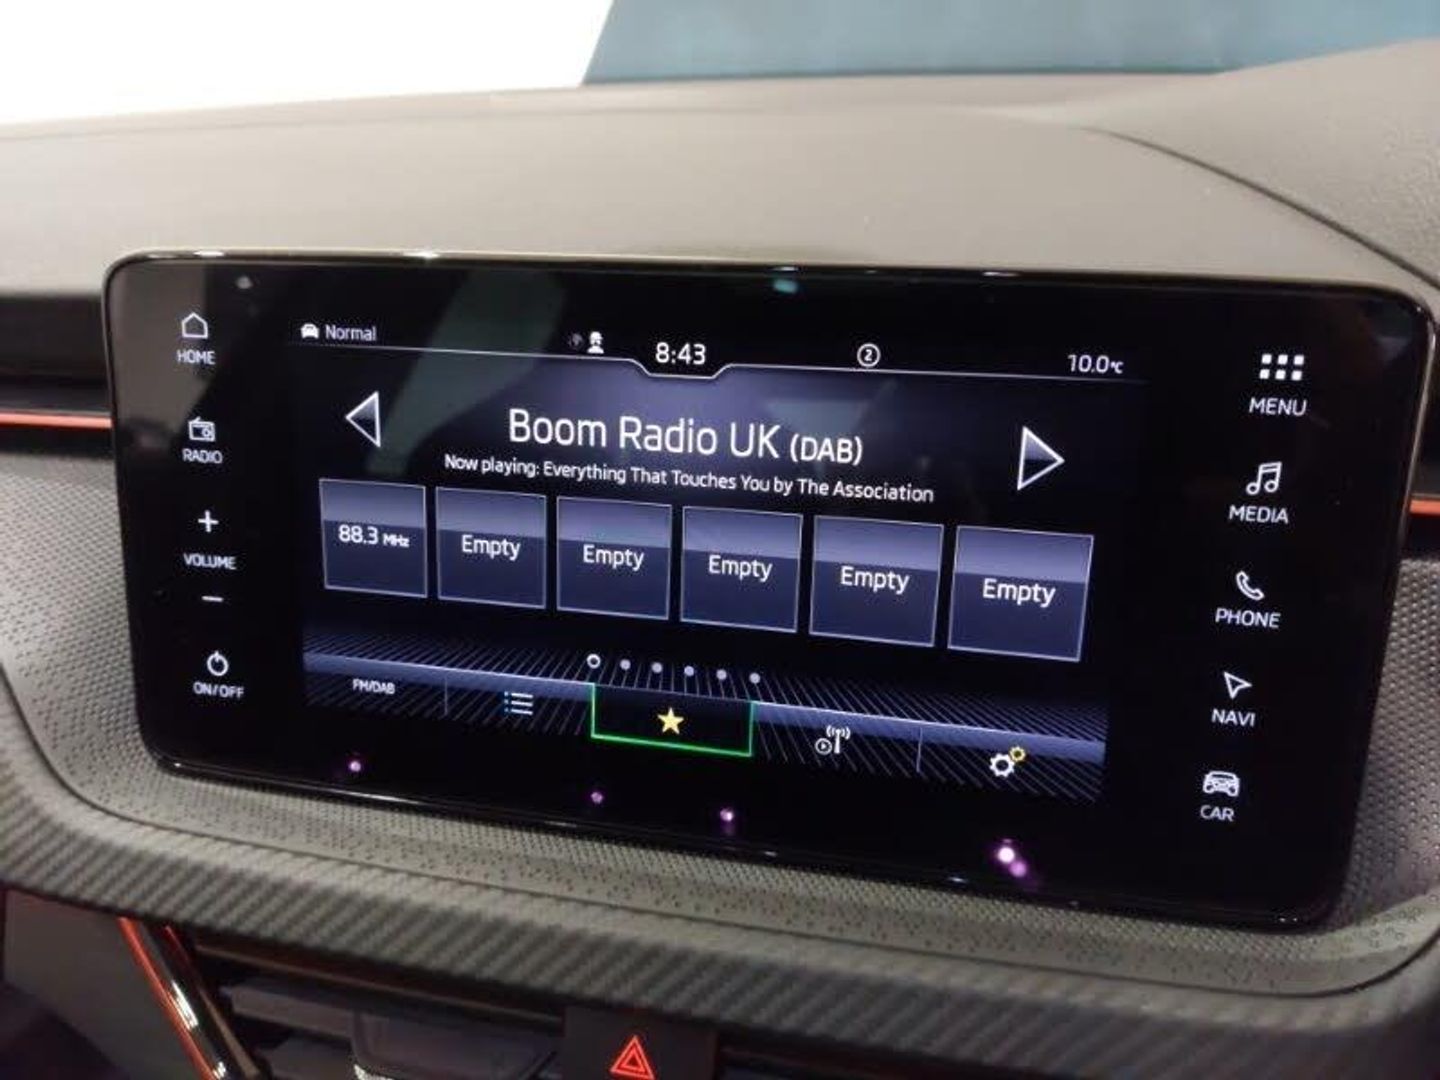 Normal
8:43
2
10.0°C
HOME
RADIO
VOLUME
ON/OFF
Boom Radio UK (DAB)
Now playing: Everything That Touches You by The Association
88.3 MHz
Empty
Empty
Empty
Empty
Empty
FM/DAB
MENU
MEDIA
PHONE
NAVI
CAR